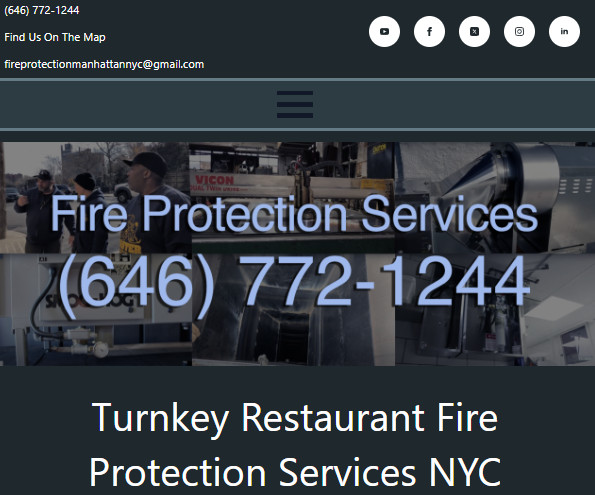 (646) 772-1244
Find Us On The Map
fireprotectionmanhattannyc@gmail.com
VICON
Fire Protection Services
(646) 772-1244
Turnkey Restaurant Fire
Protection Services NYC